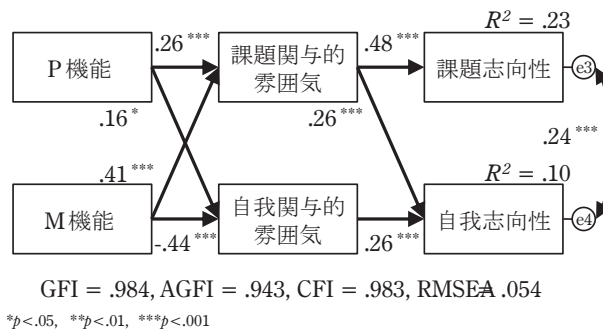 R² = .23
.26 ***
.48 ***
P機能
課題関与的
雰囲気
課題志向性
e3
.16 *
.26 ***
.24 ***
.41 ***
R² = .10
M機能
自我関与的
雰囲気
自我志向性
e4
-.44 ***
.26 ***
GFI = .984, AGFI = .943, CFI = .983, RMSEA = .054
*p<.05, **p<.01, ***p<.001